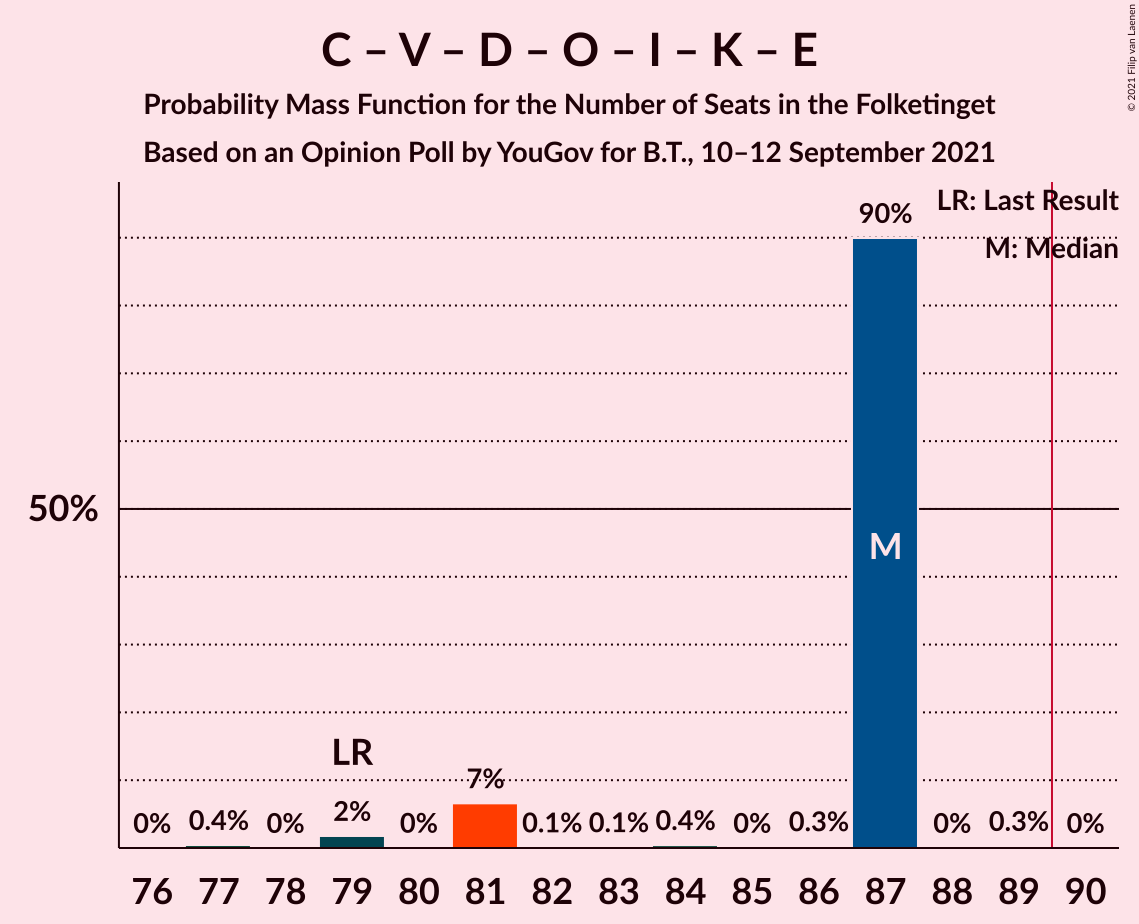 C – V – D – O – I – K – E
Probability Mass Function for the Number of Seats in the Folketinget
Based on an Opinion Poll by YouGov for B.T., 10–12 September 2021
© 2021 Filip van Laenen
LR: Last Result
M: Median
90%
50%
M
LR
7%
0% 0.4% 0% 2% 0% 0.1% 0.1% 0.4% 0% 0.3% 0% 0.3% 0%
76 77 78 79 80 81 82 83 84 85 86 87 88 89 90